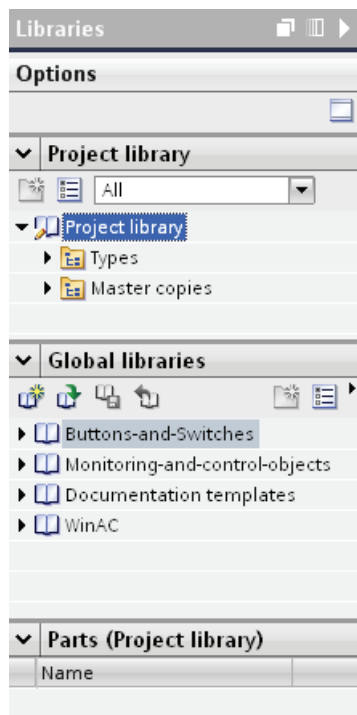 Libraries
Options
Project library
All
Project library
Types
Master copies
Global libraries
Buttons-and-Switches
Monitoring-and-control-objects
Documentation templates
WinAC
Parts (Project library)
Name